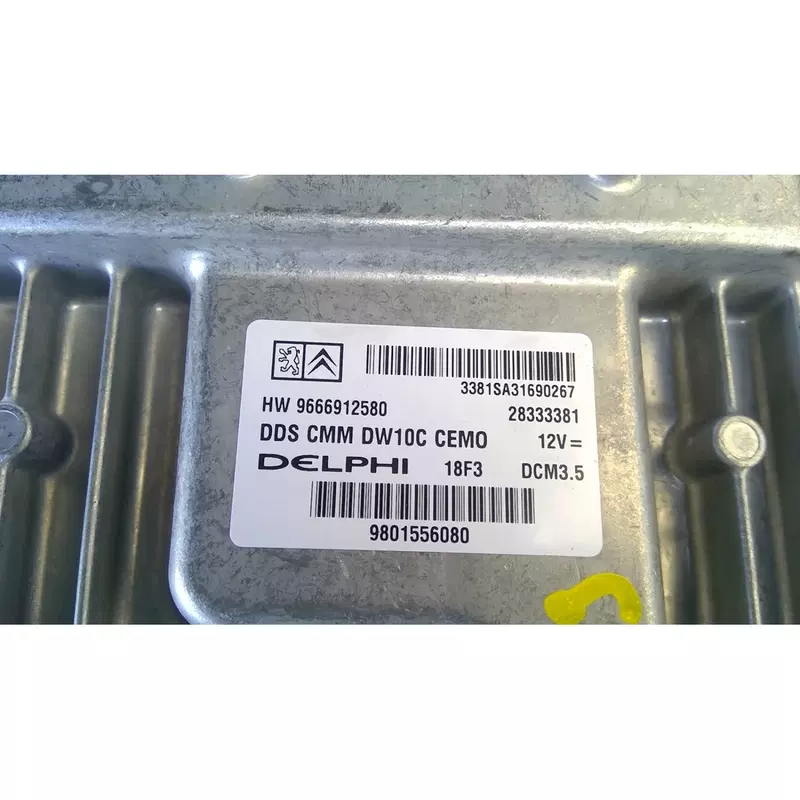 3381SA31690267
HW 9666912580 28333381
DDS CMM DW10C CEMO 12V =
DELPHI 18F3 DCM3.5
9801556080